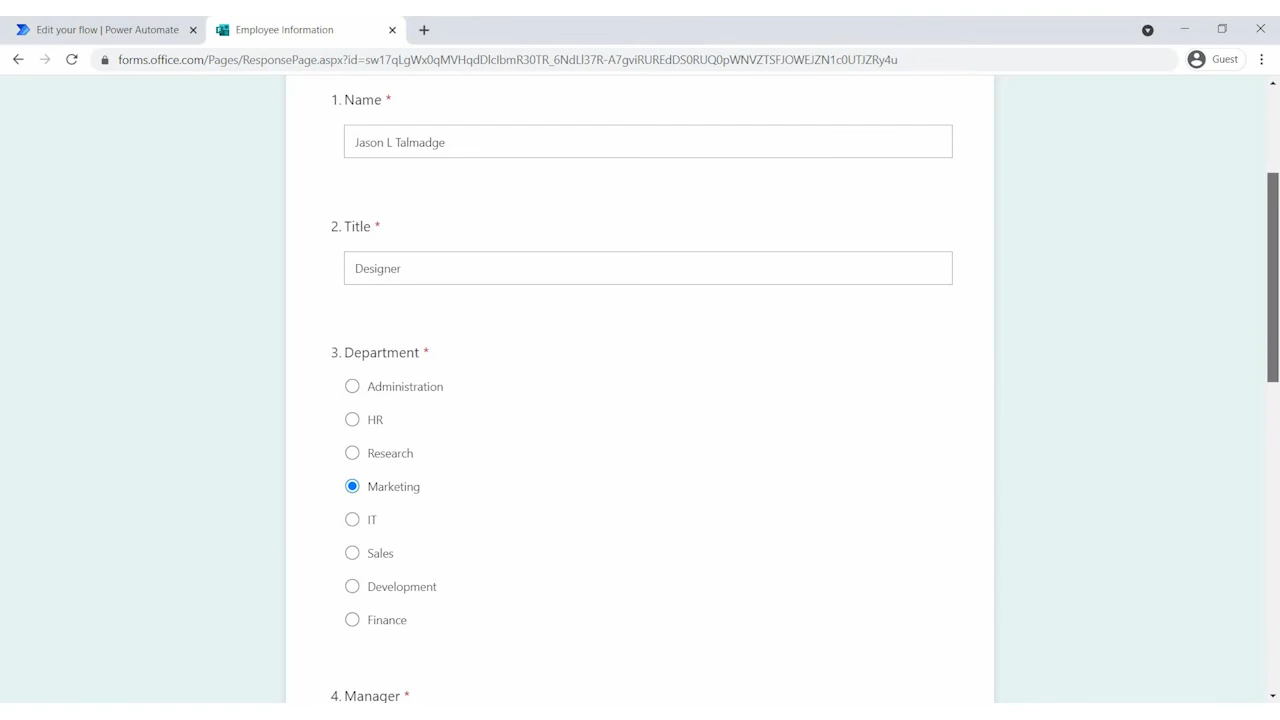 Edit your flow | Power Automate
Employee Information
forms.office.com/Pages/ResponsePage.aspx?id=sw17qLgWx0qMVHqdDlclbmR30TR_6NdLl37R-A7gviRUREdDS0RUQ0pWNVZTSFJOWEJZN1c0UTJZRy4u
Guest
1. Name *
Jason L Talmadge
2. Title *
Designer
3. Department *
Administration
HR
Research
Marketing
IT
Sales
Development
Finance
4. Manager *